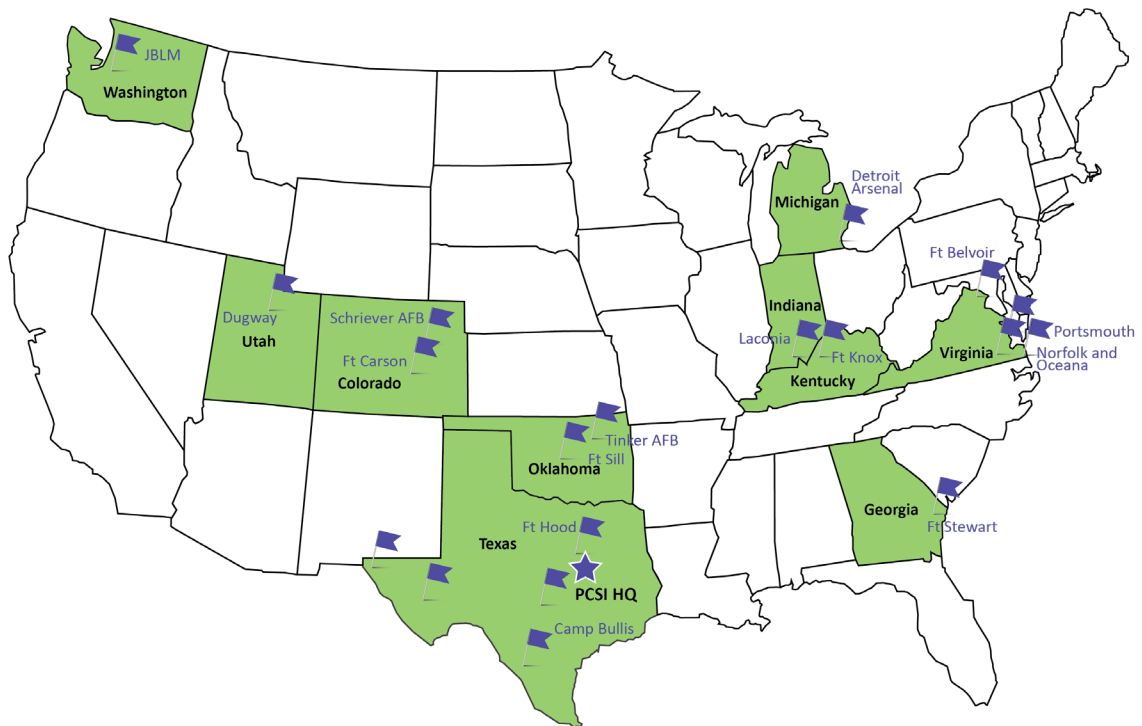 JBLM
Washington
Detroit
Arsenal
Michigan
Ft Belvoir
Dugway
Utah
Schriever AFB
Ft Carson
Colorado
Indiana
Laconia
Ft Knox
Kentucky
Virginia
Portsmouth
Norfolk and
Oceana
Tinker AFB
Ft Sill
Oklahoma
Georgia
Ft Stewart
Ft Hood
Texas
PCSI HQ
Camp Bullis